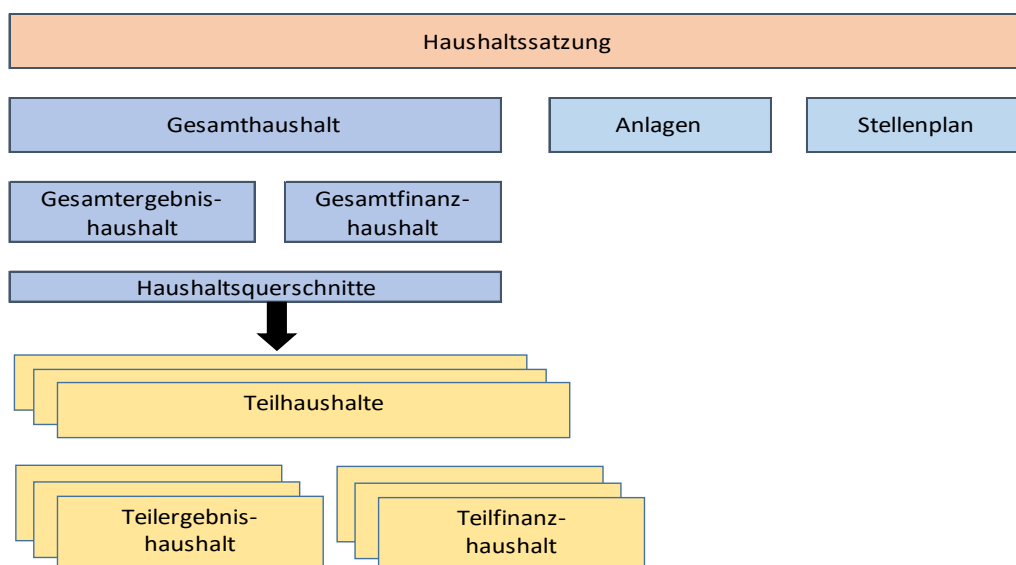 Haushaltssatzung
Gesamthaushalt
Anlagen
Stellenplan
Gesamtergebnis-
haushalt
Gesamtfinanz-
haushalt
Haushaltsquerschnitte
Teilhaushalte
Teilergebnis-
haushalt
Teilfinanz-
haushalt